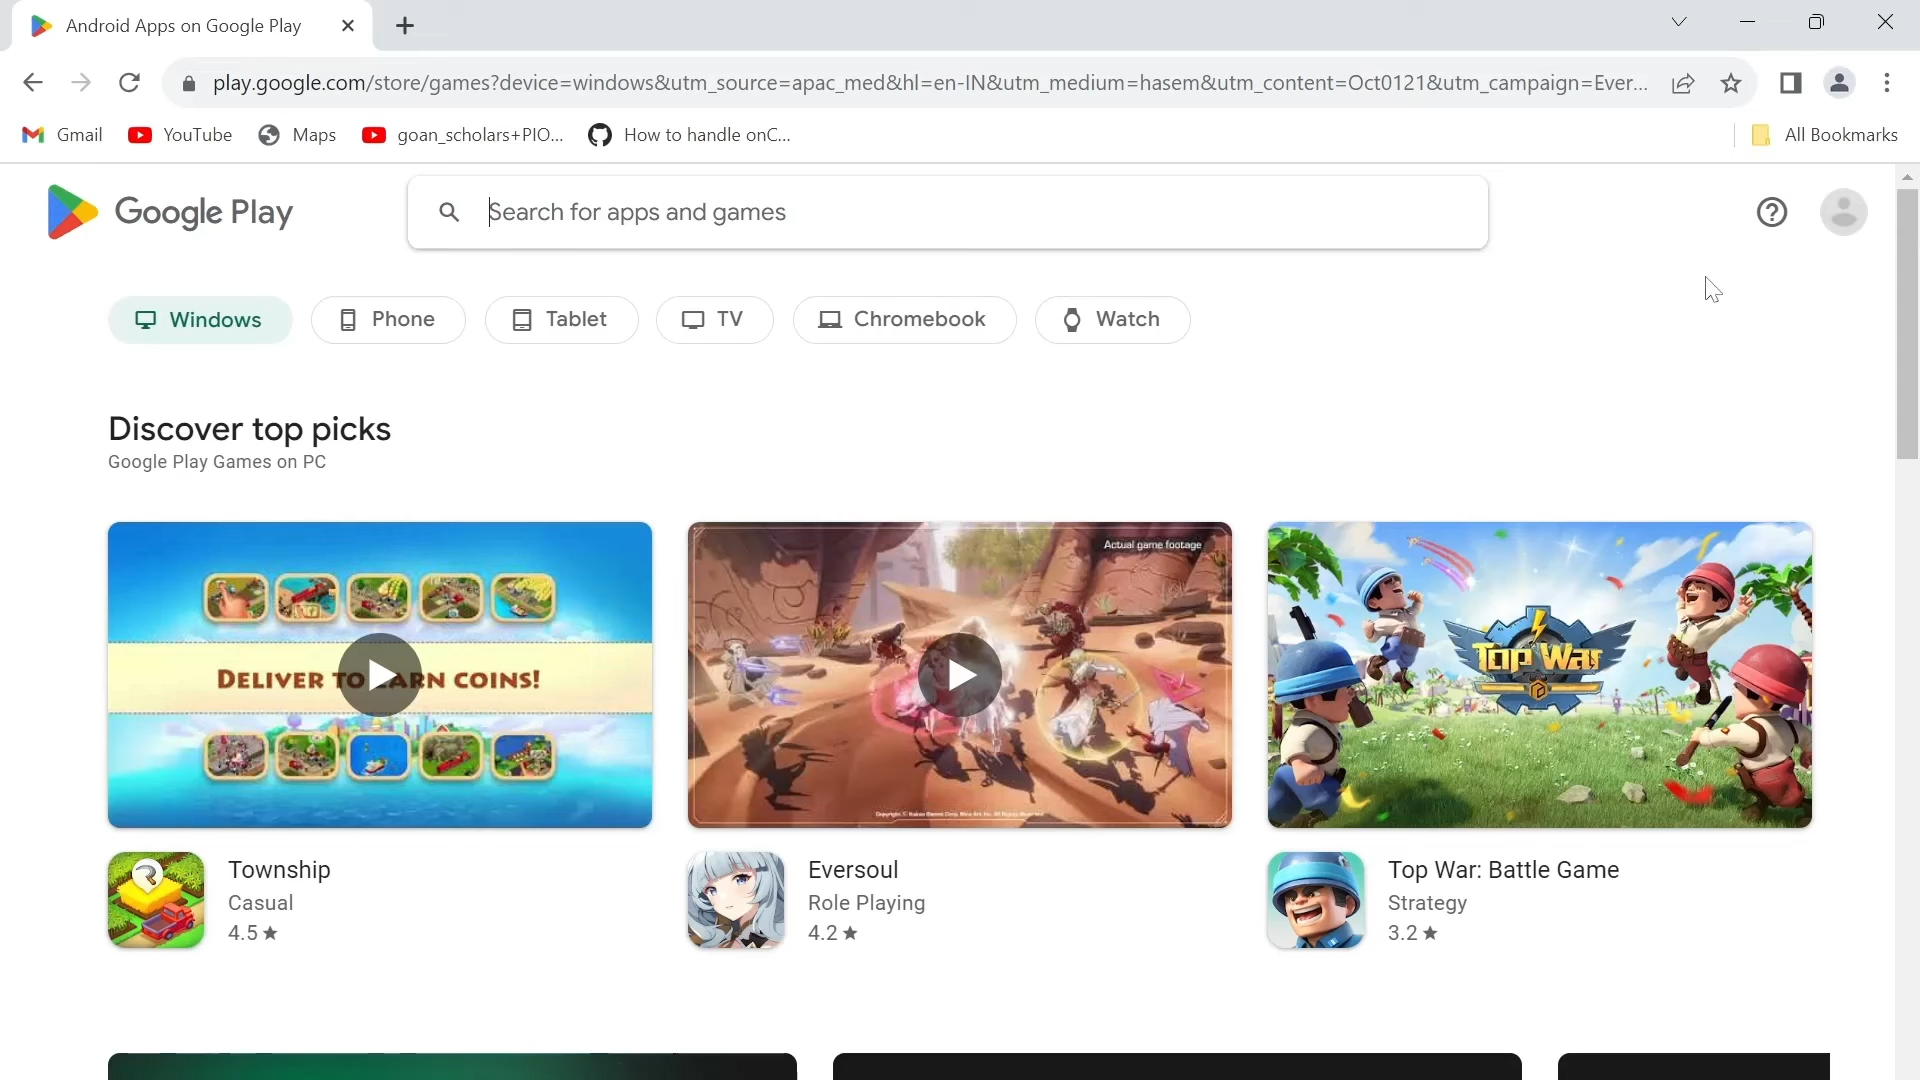 Android Apps on Google Play
play.google.com/store/games?device=windows&utm_source=apac_med&hl=en-IN&utm_medium=hasem&utm_content=Oct0121&utm_campaign=Ever...
Gmail YouTube Maps goan_scholars+PIO... How to handle onC... All Bookmarks
Google Play
Search for apps and games
Windows Phone Tablet TV Chromebook Watch
Discover top picks
Google Play Games on PC
DELIVER TO EARN COINS!
Actual game footage
TOP WAR
Township
Casual
4.5★
Eversoul
Role Playing
4.2★
Top War: Battle Game
Strategy
3.2★